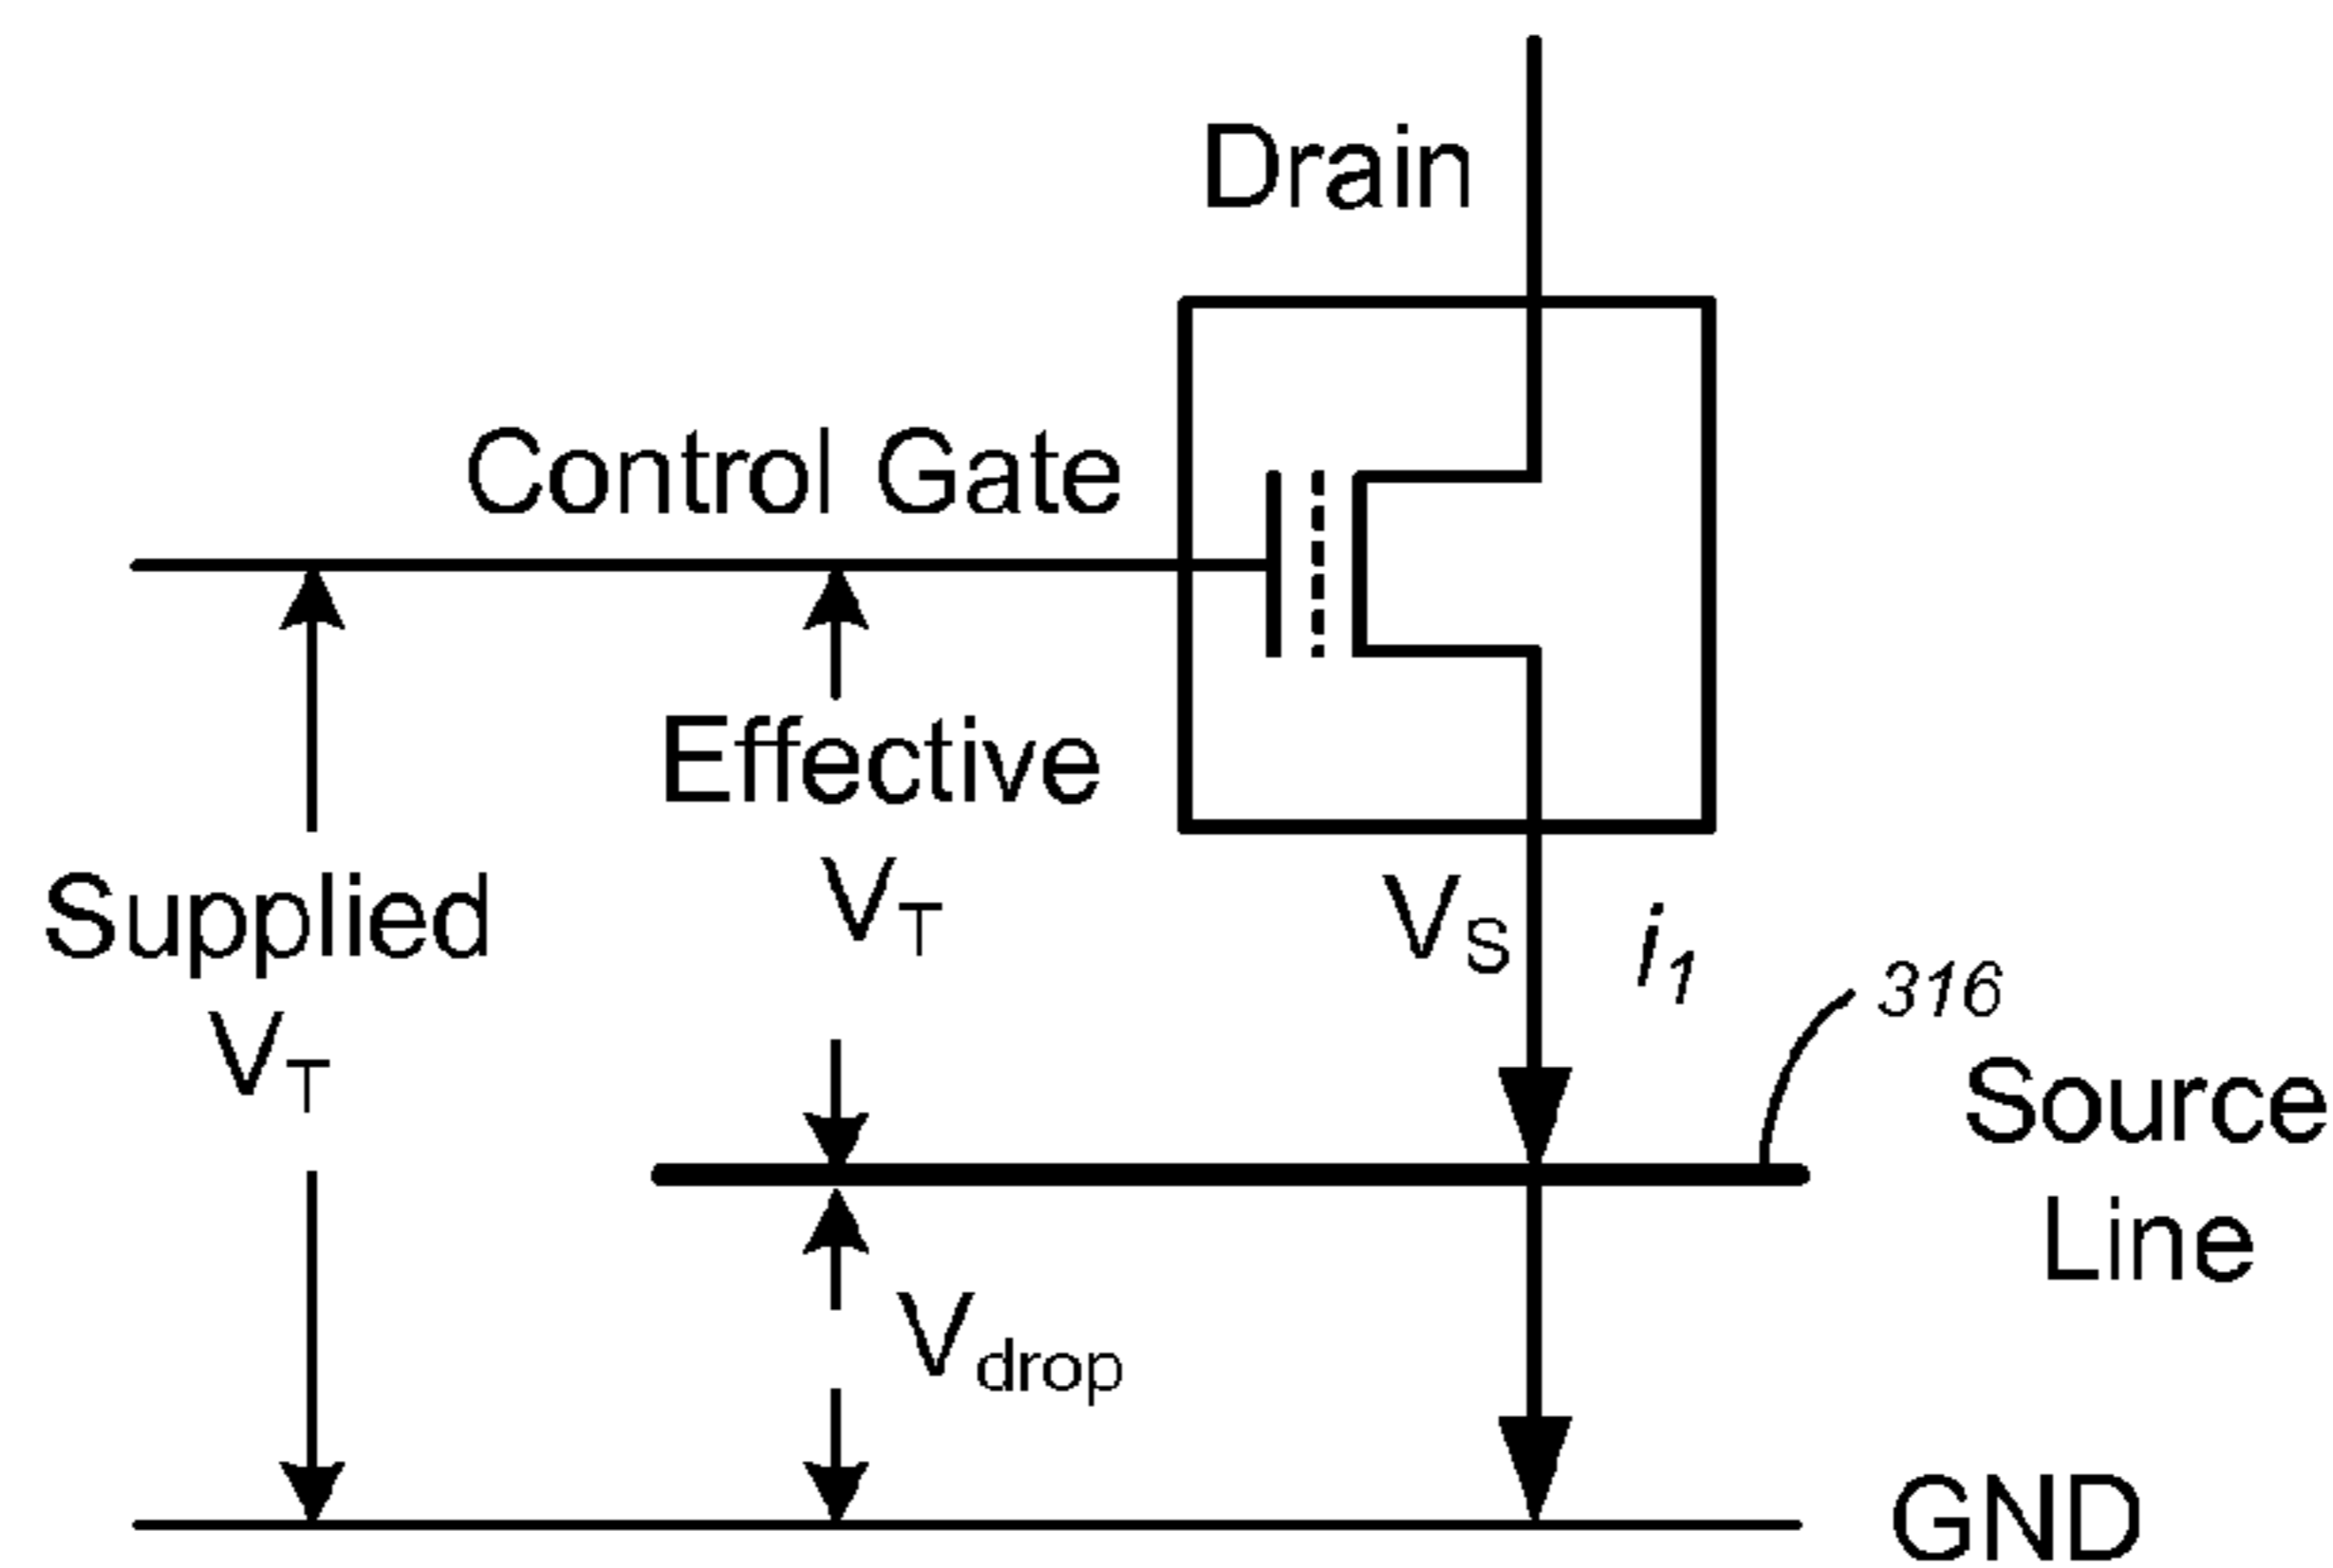 Drain
Control Gate
Effective
V_T
Supplied
V_T
V_S
i_1
316
Source
Line
V_drop
GND